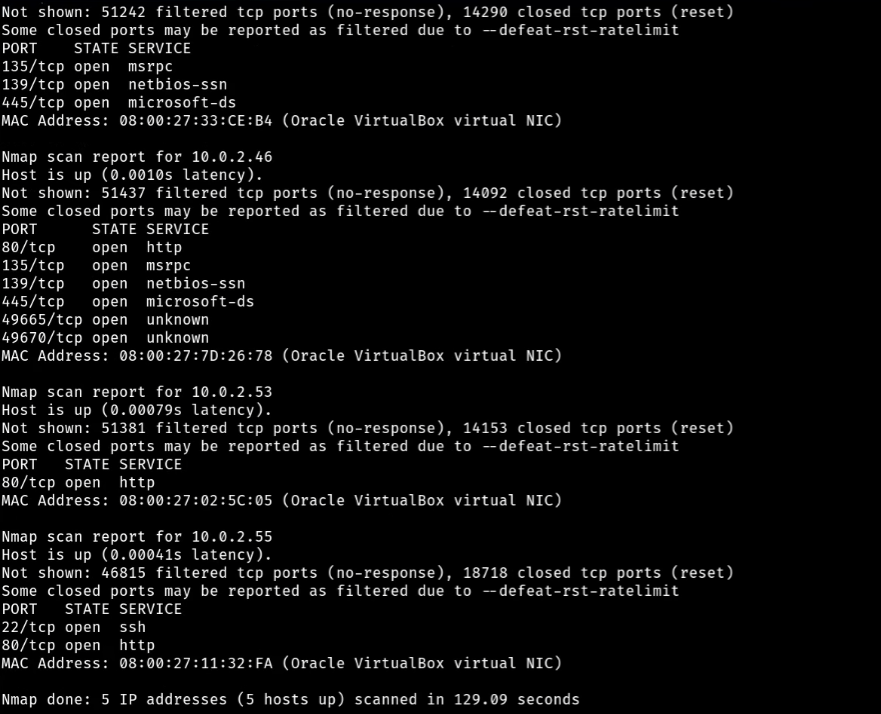 Not shown: 51242 filtered tcp ports (no-response), 14290 closed tcp ports (reset)
Some closed ports may be reported as filtered due to --defeat-rst-ratelimit
PORT    STATE SERVICE
135/tcp open  msrpc
139/tcp open  netbios-ssn
445/tcp open  microsoft-ds
MAC Address: 08:00:27:33:CE:B4 (Oracle VirtualBox virtual NIC)

Nmap scan report for 10.0.2.46
Host is up (0.0010s latency).
Not shown: 51437 filtered tcp ports (no-response), 14092 closed tcp ports (reset)
Some closed ports may be reported as filtered due to --defeat-rst-ratelimit
PORT      STATE SERVICE
80/tcp    open  http
135/tcp   open  msrpc
139/tcp   open  netbios-ssn
445/tcp   open  microsoft-ds
49665/tcp open  unknown
49670/tcp open  unknown
MAC Address: 08:00:27:7D:26:78 (Oracle VirtualBox virtual NIC)

Nmap scan report for 10.0.2.53
Host is up (0.00079s latency).
Not shown: 51381 filtered tcp ports (no-response), 14153 closed tcp ports (reset)
Some closed ports may be reported as filtered due to --defeat-rst-ratelimit
PORT   STATE SERVICE
80/tcp open  http
MAC Address: 08:00:27:02:5C:05 (Oracle VirtualBox virtual NIC)

Nmap scan report for 10.0.2.55
Host is up (0.00041s latency).
Not shown: 46815 filtered tcp ports (no-response), 18718 closed tcp ports (reset)
Some closed ports may be reported as filtered due to --defeat-rst-ratelimit
PORT   STATE SERVICE
22/tcp open  ssh
80/tcp open  http
MAC Address: 08:00:27:11:32:FA (Oracle VirtualBox virtual NIC)

Nmap done: 5 IP addresses (5 hosts up) scanned in 129.09 seconds